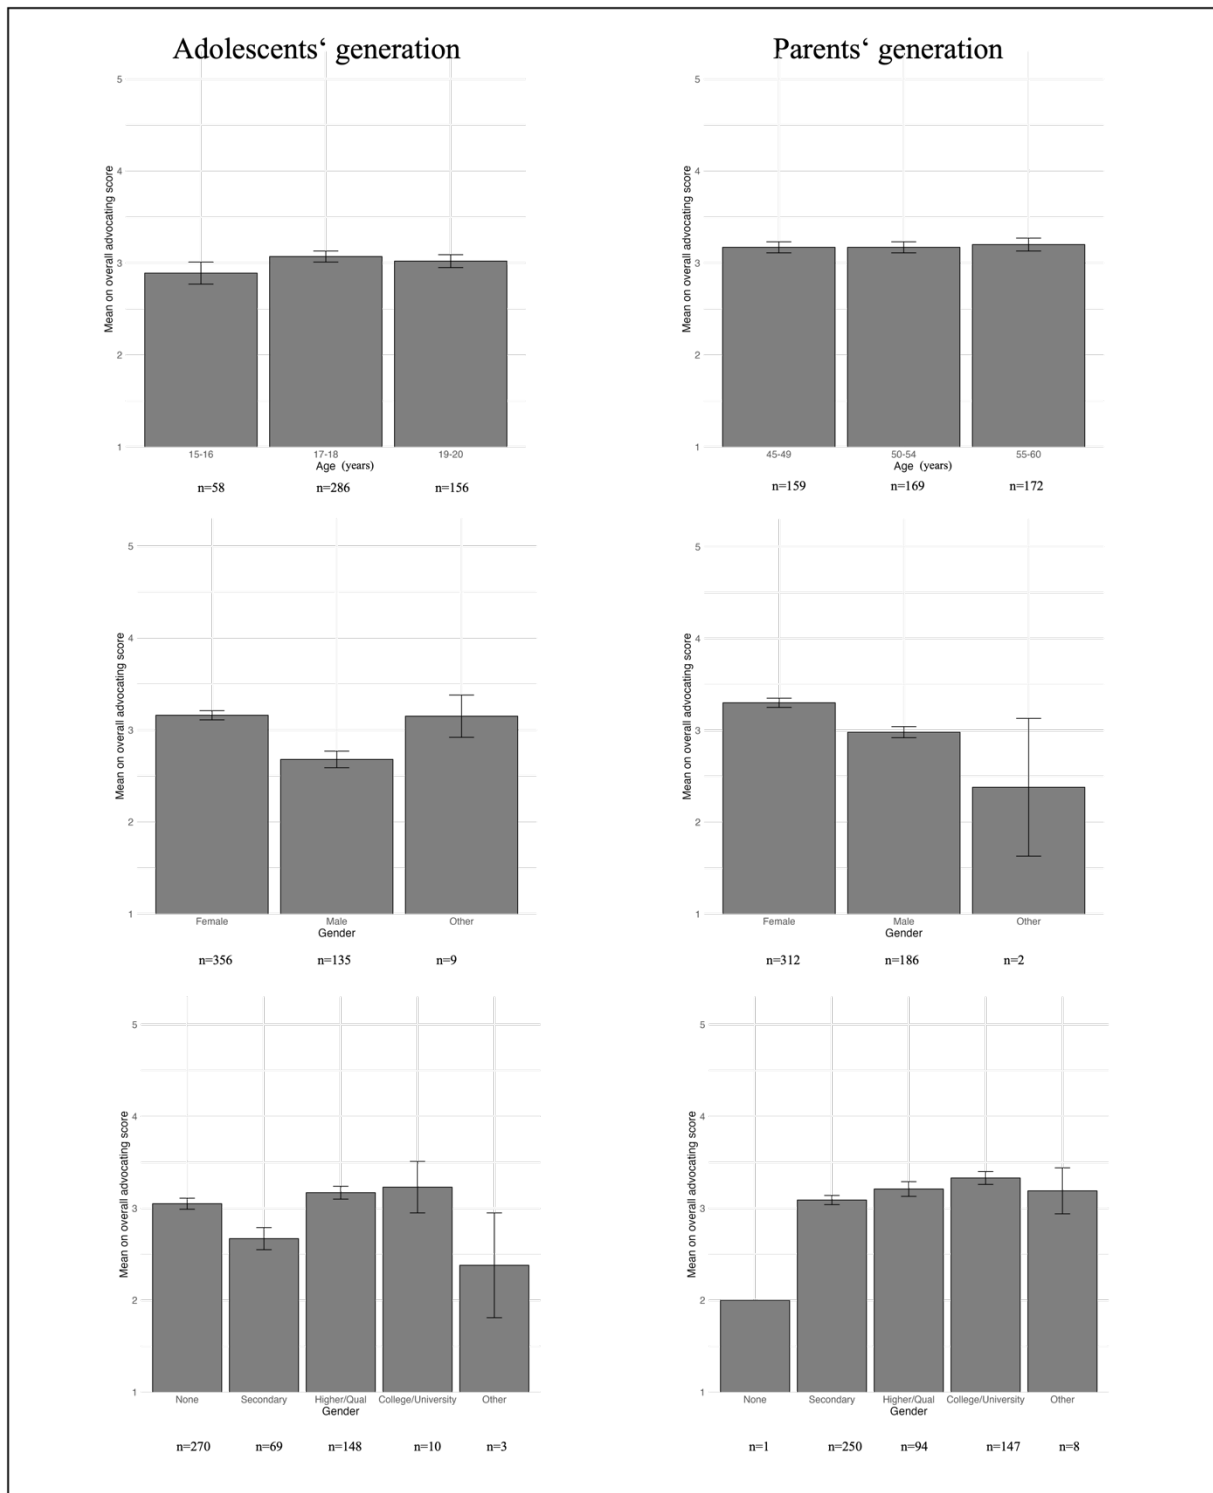 Adolescents‘ generation
Parents‘ generation
Mean on overall advocating score
5
4
3
2
1
15-16 17-18 19-20
Age (years)
n=58 n=286 n=156
Mean on overall advocating score
5
4
3
2
1
45-49 50-54 55-60
Age (years)
n=159 n=169 n=172
Mean on overall advocating score
5
4
3
2
1
Female Male Other
Gender
n=356 n=135 n=9
Mean on overall advocating score
5
4
3
2
1
Female Male Other
Gender
n=312 n=186 n=2
Mean on overall advocating score
5
4
3
2
1
None Secondary Higher/Qual College/University Other
Gender
n=270 n=69 n=148 n=10 n=3
Mean on overall advocating score
5
4
3
2
1
None Secondary Higher/Qual College/University Other
Gender
n=1 n=250 n=94 n=147 n=8